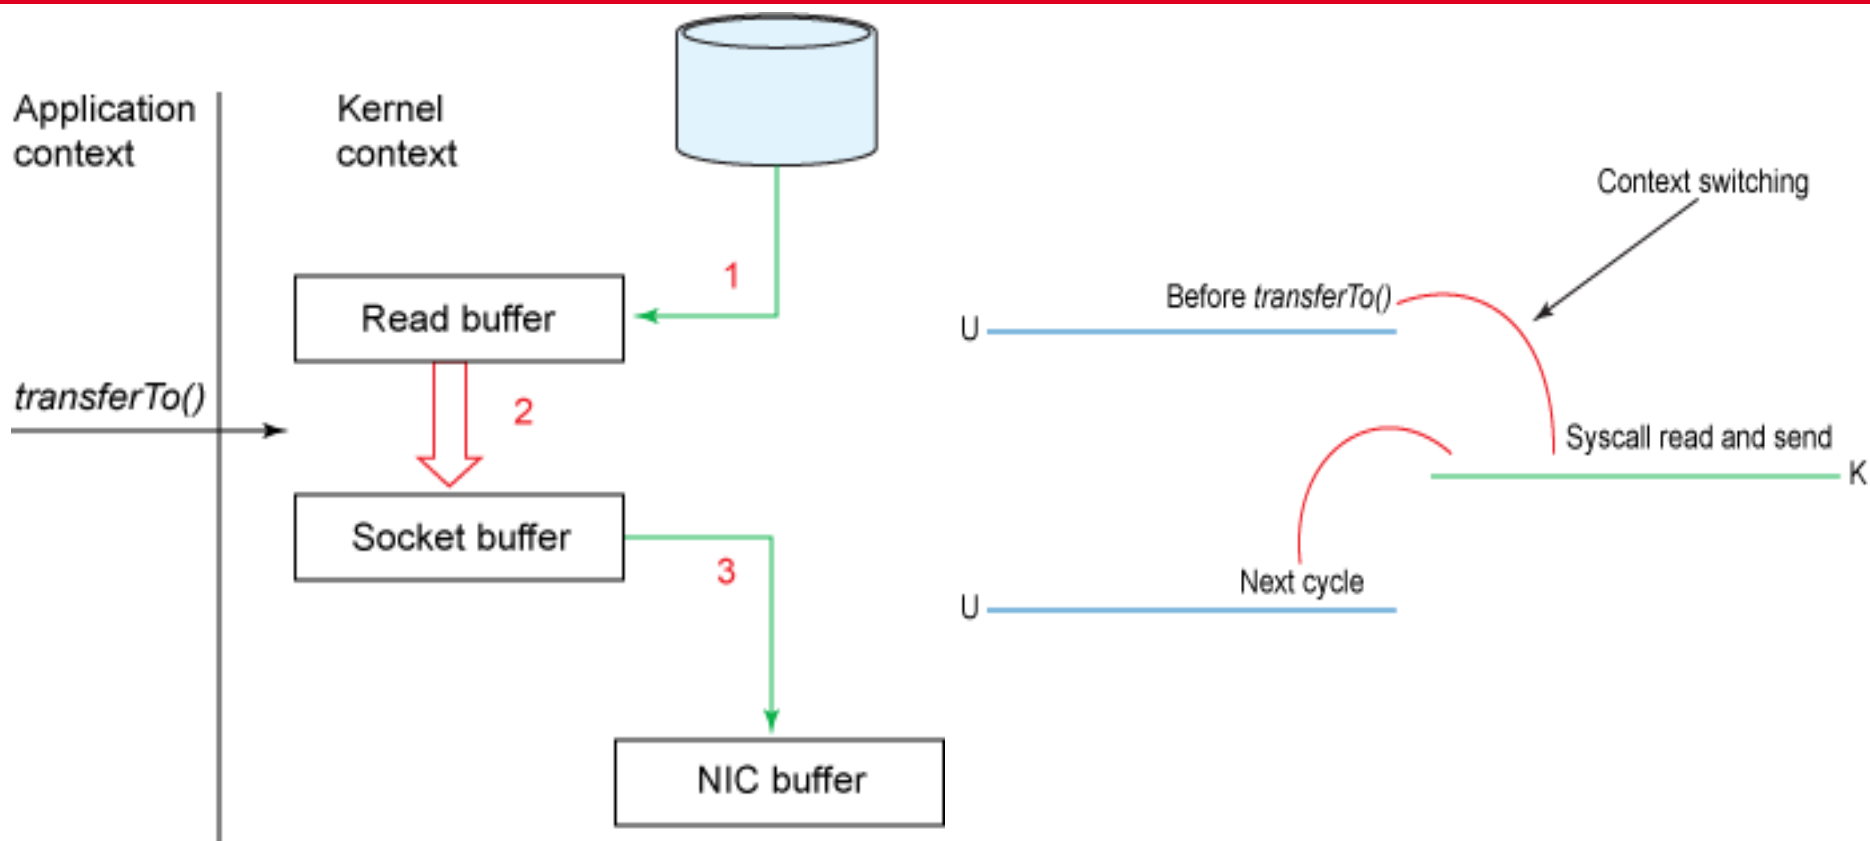 Application
context
Kernel
context
1
Read buffer
transferTo()
2
Socket buffer
3
NIC buffer
Context switching
Before transferTo()
U
Syscall read and send
K
Next cycle
U